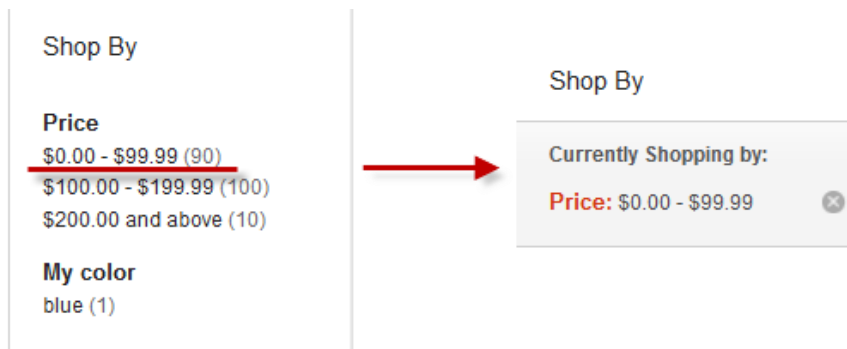 Shop By
Price
$0.00 - $99.99 (90)
$100.00 - $199.99 (100)
$200.00 and above (10)
My color
blue (1)
Shop By
Currently Shopping by:
Price: $0.00 - $99.99